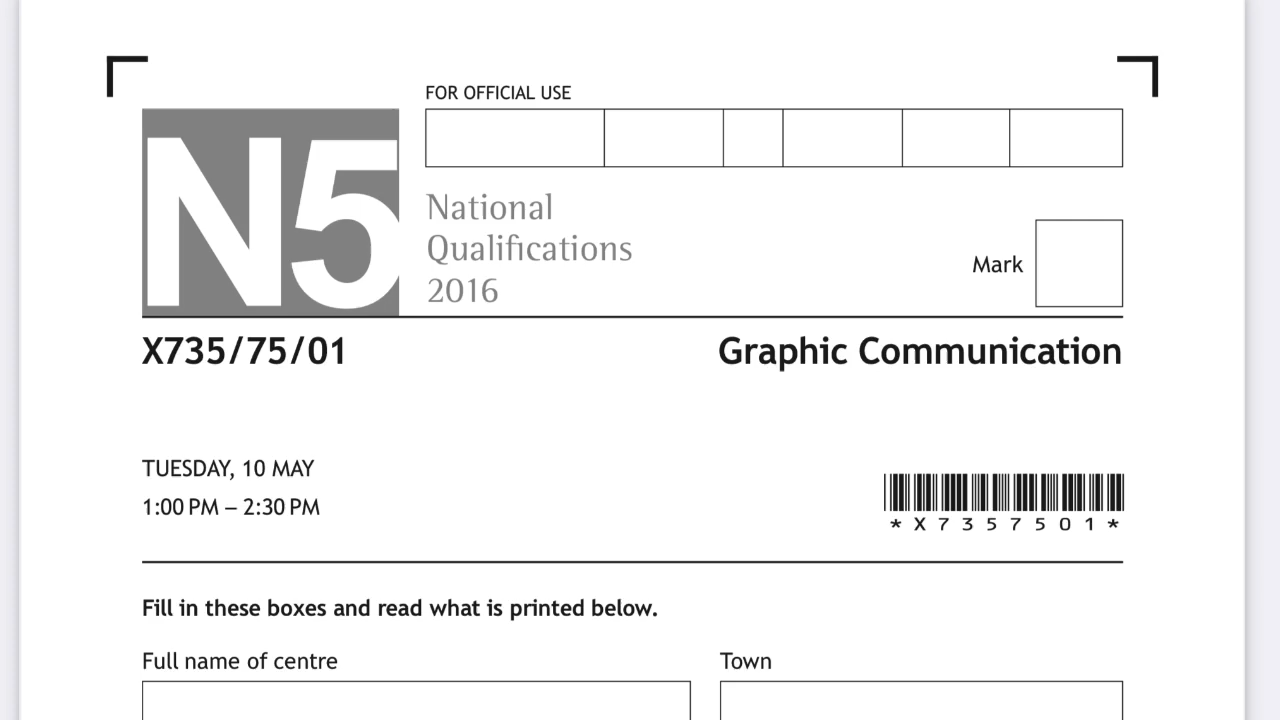 FOR OFFICIAL USE
N5
National
Qualifications
2016
Mark
X735/75/01
Graphic Communication
TUESDAY, 10 MAY
1:00 PM – 2:30 PM
*X7357501*
Fill in these boxes and read what is printed below.
Full name of centre
Town